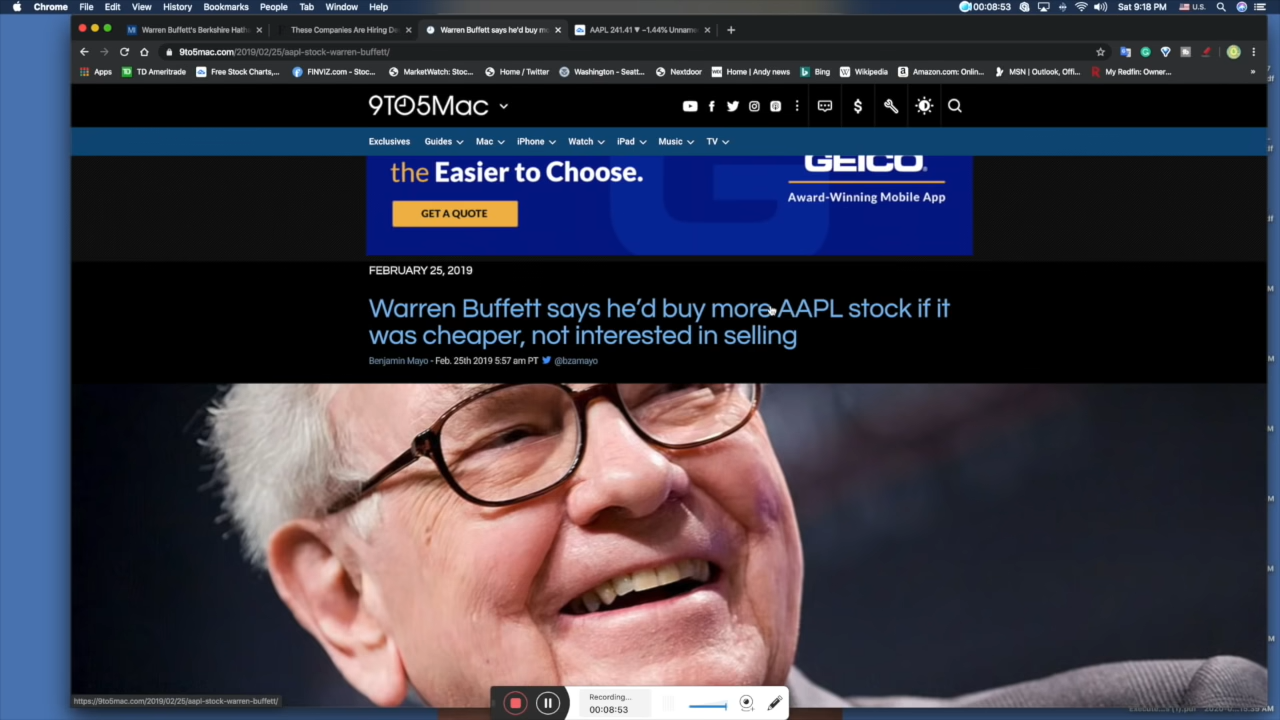 Chrome File Edit View History Bookmarks People Tab Window Help 00:08:53 Sat 9:18 PM U.S.
Warren Buffett's Berkshire Hath These Companies Are Hiring De Warren Buffett says he'd buy m AAPL 241.41 ▼ −1.44% Unnam
9to5mac.com/2019/02/25/aapl-stock-warren-buffett/
Apps TD Ameritrade Free Stock Charts,... FINVIZ.com - Stoc... MarketWatch: Stoc... Home / Twitter Washington - Seatt... Nextdoor Home | Andy news Bing Wikipedia Amazon.com: Onlin... MSN | Outlook, Offi... My Redfin: Owner... »
9TO5Mac
Exclusives Guides Mac iPhone Watch iPad Music TV
the Easier to Choose.
GET A QUOTE
GEICO.
Award-Winning Mobile App
FEBRUARY 25, 2019
Warren Buffett says he'd buy more AAPL stock if it
was cheaper, not interested in selling
Benjamin Mayo - Feb. 25th 2019 5:57 am PT @bzamayo
https://9to5mac.com/2019/02/25/aapl-stock-warren-buffett/
Recording...
00:08:53